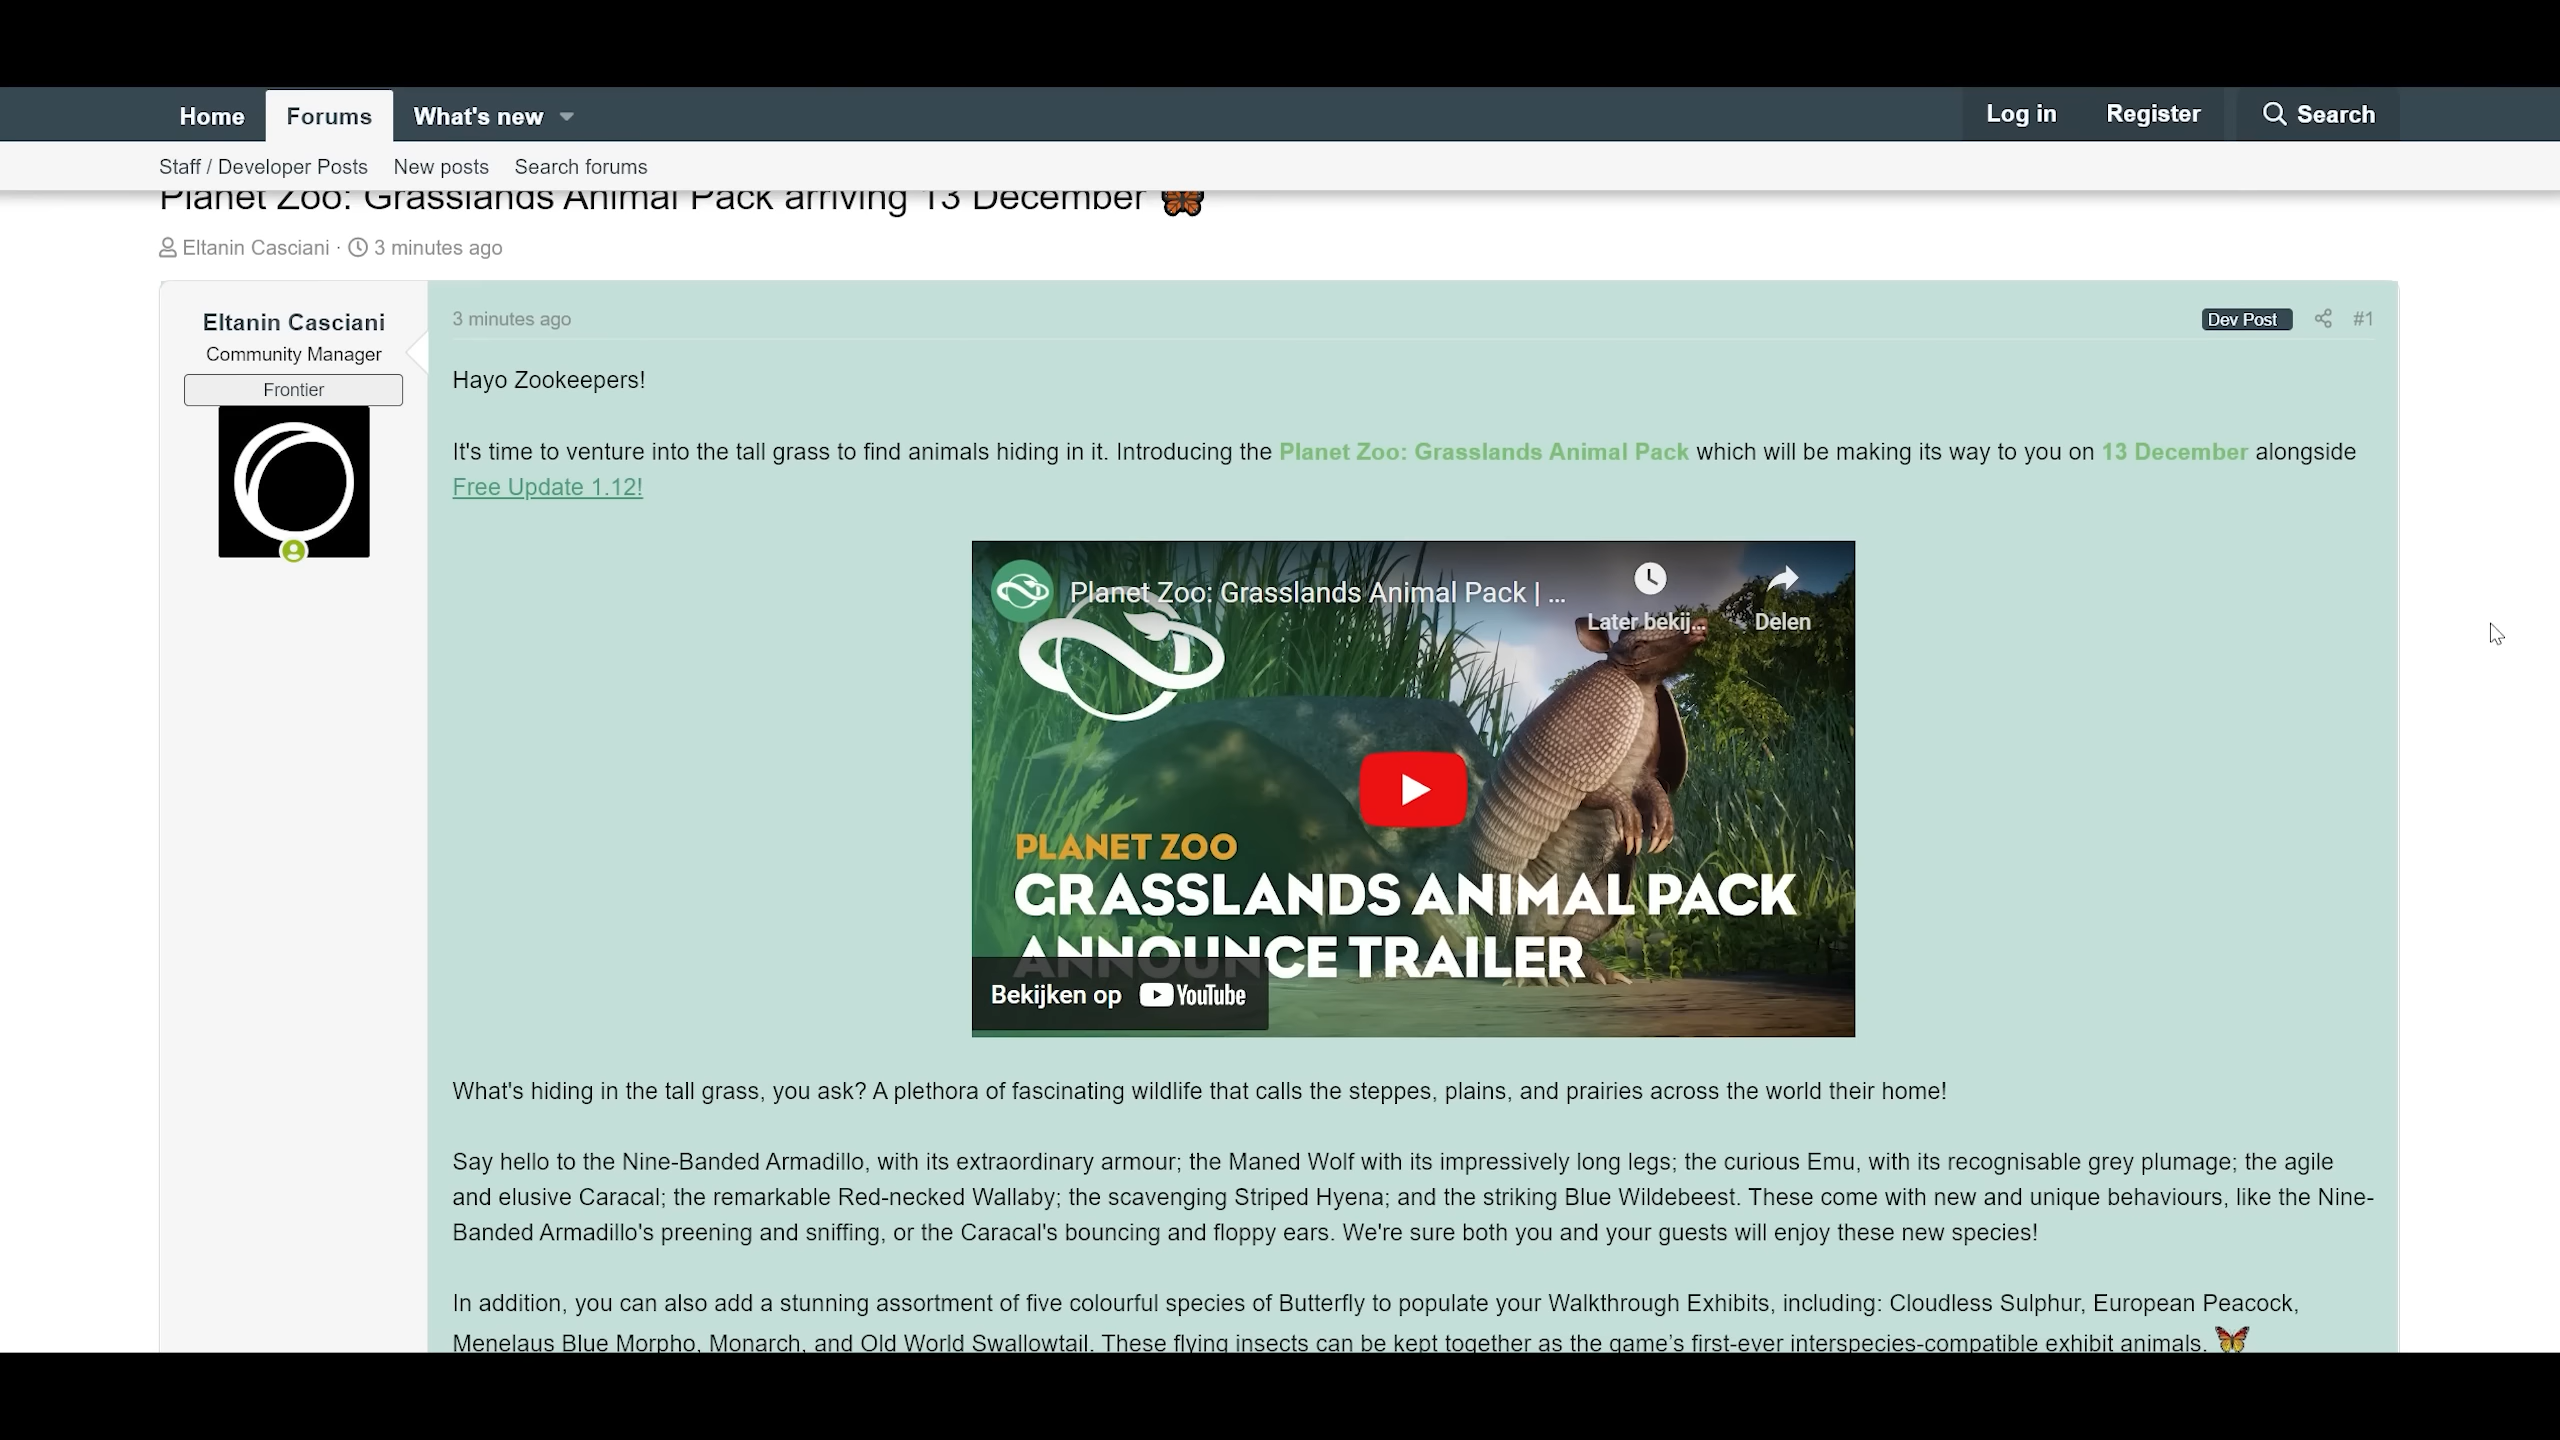 Home Forums What's new Log in Register Search
Staff / Developer Posts New posts Search forums
Planet Zoo: Grasslands Animal Pack arriving 13 December
Eltanin Casciani · 3 minutes ago
Eltanin Casciani
Community Manager
Frontier
3 minutes ago Dev Post #1
Hayo Zookeepers!
It's time to venture into the tall grass to find animals hiding in it. Introducing the Planet Zoo: Grasslands Animal Pack which will be making its way to you on 13 December alongside
Free Update 1.12!
Planet Zoo: Grasslands Animal Pack | ...
Later bekij... Delen
PLANET ZOO
GRASSLANDS ANIMAL PACK
ANNOUNCE TRAILER
Bekijken op YouTube
What's hiding in the tall grass, you ask? A plethora of fascinating wildlife that calls the steppes, plains, and prairies across the world their home!
Say hello to the Nine-Banded Armadillo, with its extraordinary armour; the Maned Wolf with its impressively long legs; the curious Emu, with its recognisable grey plumage; the agile
and elusive Caracal; the remarkable Red-necked Wallaby; the scavenging Striped Hyena; and the striking Blue Wildebeest. These come with new and unique behaviours, like the Nine-
Banded Armadillo's preening and sniffing, or the Caracal's bouncing and floppy ears. We're sure both you and your guests will enjoy these new species!
In addition, you can also add a stunning assortment of five colourful species of Butterfly to populate your Walkthrough Exhibits, including: Cloudless Sulphur, European Peacock,
Menelaus Blue Morpho, Monarch, and Old World Swallowtail. These flying insects can be kept together as the game’s first-ever interspecies-compatible exhibit animals.